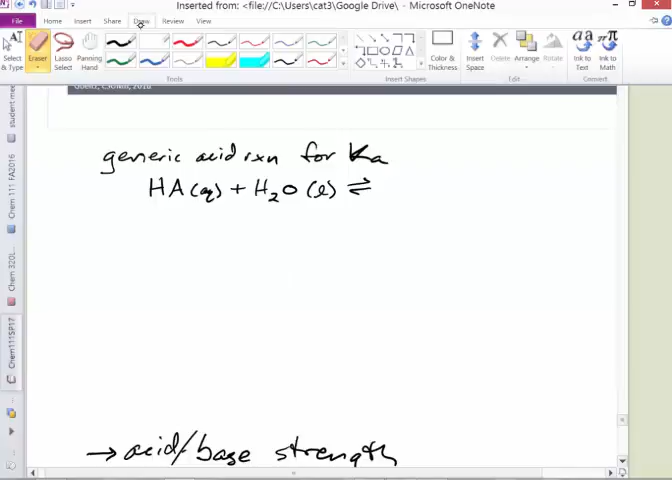 Inserted from: <file://C:\Users\cat3\Google Drive\ - Microsoft OneNote
File Home Insert Share Draw Review View
Select & Type
Eraser
Lasso Select
Panning Hand
Color & Thickness
Insert Space
Delete
Arrange
Ink to Text
Ink to Math
Tools
Insert Shapes
Edit...
Convert
student mee
Chem 111 FA2016
Chem 320L
Chem111SP17
generic acid rxn for Ka
HA(aq) + H₂O(l) ⇌
→ acid/base strength